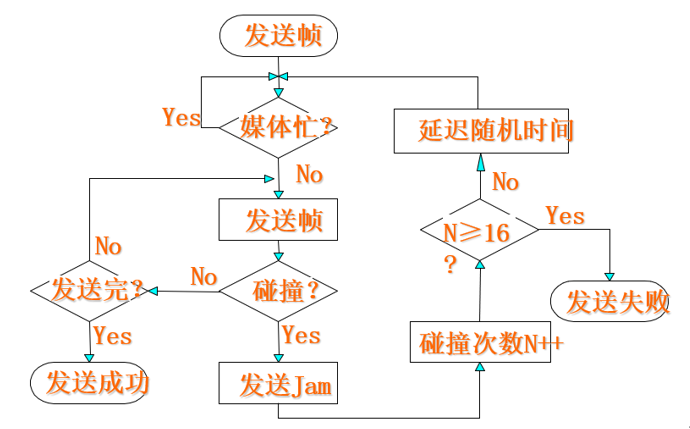 发送帧
Yes
媒体忙？
延迟随机时间
No
No
发送帧
N≥16
？
Yes
No
发送完？
No
碰撞？
发送失败
Yes
Yes
碰撞次数N++
发送成功
发送Jam